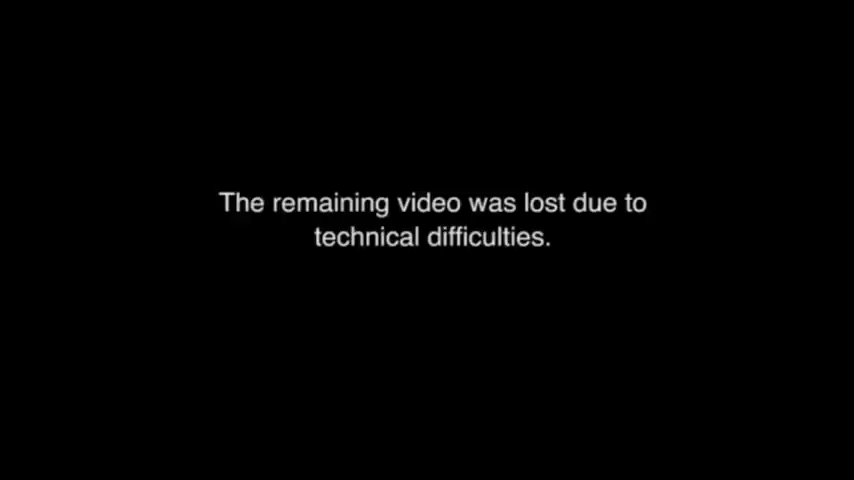 The remaining video was lost due to
technical difficulties.